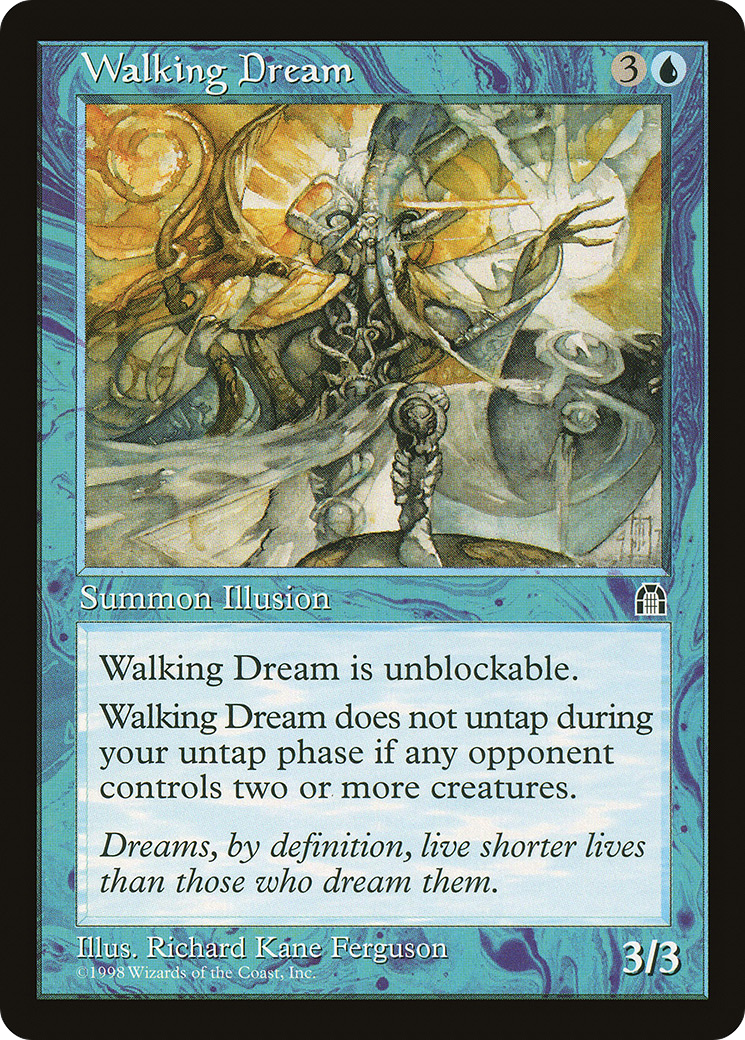 Walking Dream 3
Summon Illusion
Walking Dream is unblockable.
Walking Dream does not untap during
your untap phase if any opponent
controls two or more creatures.
Dreams, by definition, live shorter lives
than those who dream them.
Illus. Richard Kane Ferguson
©1998 Wizards of the Coast, Inc.
3/3